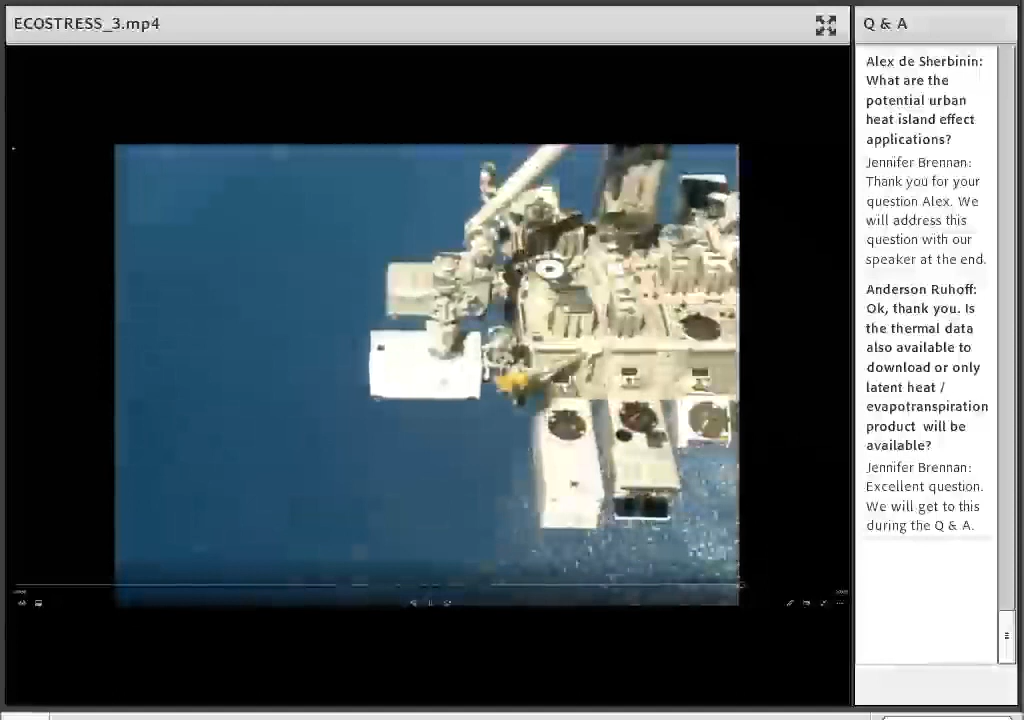 ECOSTRESS_3.mp4
Q & A
Alex de Sherbinin:
What are the
potential urban
heat island effect
applications?
Jennifer Brennan:
Thank you for your
question Alex. We
will address this
question with our
speaker at the end.
Anderson Ruhoff:
Ok, thank you. Is
the thermal data
also available to
download or only
latent heat /
evapotranspiration
product will be
available?
Jennifer Brennan:
Excellent question.
We will get to this
during the Q & A.